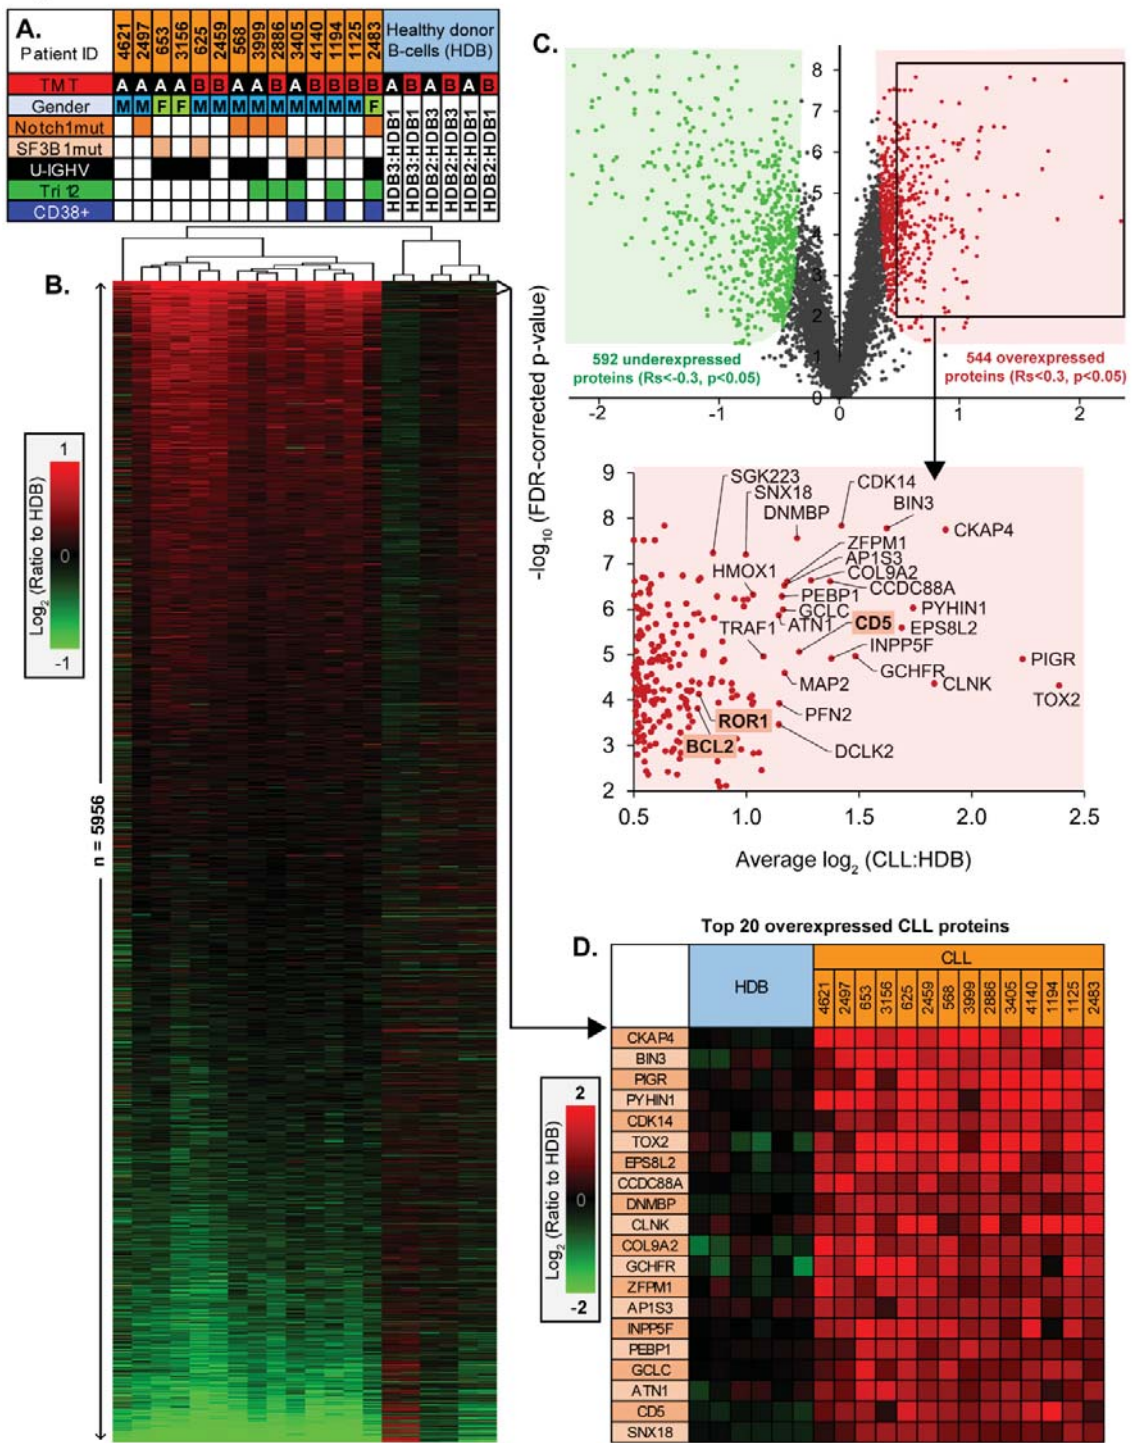 A.
Patient ID
4621 2497 653 3156 625 2459 568 3999 2886 3405 4140 1194 1125 2483
Healthy donor
B-cells (HDB)
TMT A A A A B B A A B A B B B B A B A B A B
Gender M M F F M M M M M M M M M F
Notch1mut
SF3B1mut
U-IGHV
Tri 12
CD38+
HDB3:HDB1 HDB3:HDB1 HDB2:HDB3 HDB2:HDB3 HDB2:HDB1 HDB2:HDB1
B.
Log2 (Ratio to HDB)
1
0
-1
n = 5956
C.
-log10 (FDR-corrected p-value)
8
7
6
5
4
3
2
1
0
592 underexpressed
proteins (Rs<-0.3, p<0.05)
544 overexpressed
proteins (Rs<0.3, p<0.05)
-2 -1 0 1 2
9
8
7
6
5
4
3
2
SGK223
SNX18
DNMBP
CDK14
BIN3
CKAP4
ZFPM1
AP1S3
COL9A2
CCDC88A
HMOX1
PEBP1
GCLC
ATN1
PYHIN1
CD5
EPS8L2
TRAF1
INPP5F
GCHFR
PIGR
MAP2
CLNK
TOX2
PFN2
ROR1
BCL2
DCLK2
0.5 1.0 1.5 2.0 2.5
Average log2 (CLL:HDB)
Top 20 overexpressed CLL proteins
D.
HDB
CLL
4621 2497 653 3156 625 2459 568 3999 2886 3405 4140 1194 1125 2483
Log2 (Ratio to HDB)
2
0
-2
CKAP4
BIN3
PIGR
PYHIN1
CDK14
TOX2
EPS8L2
CCDC88A
DNMBP
CLNK
COL9A2
GCHFR
ZFPM1
AP1S3
INPP5F
PEBP1
GCLC
ATN1
CD5
SNX18